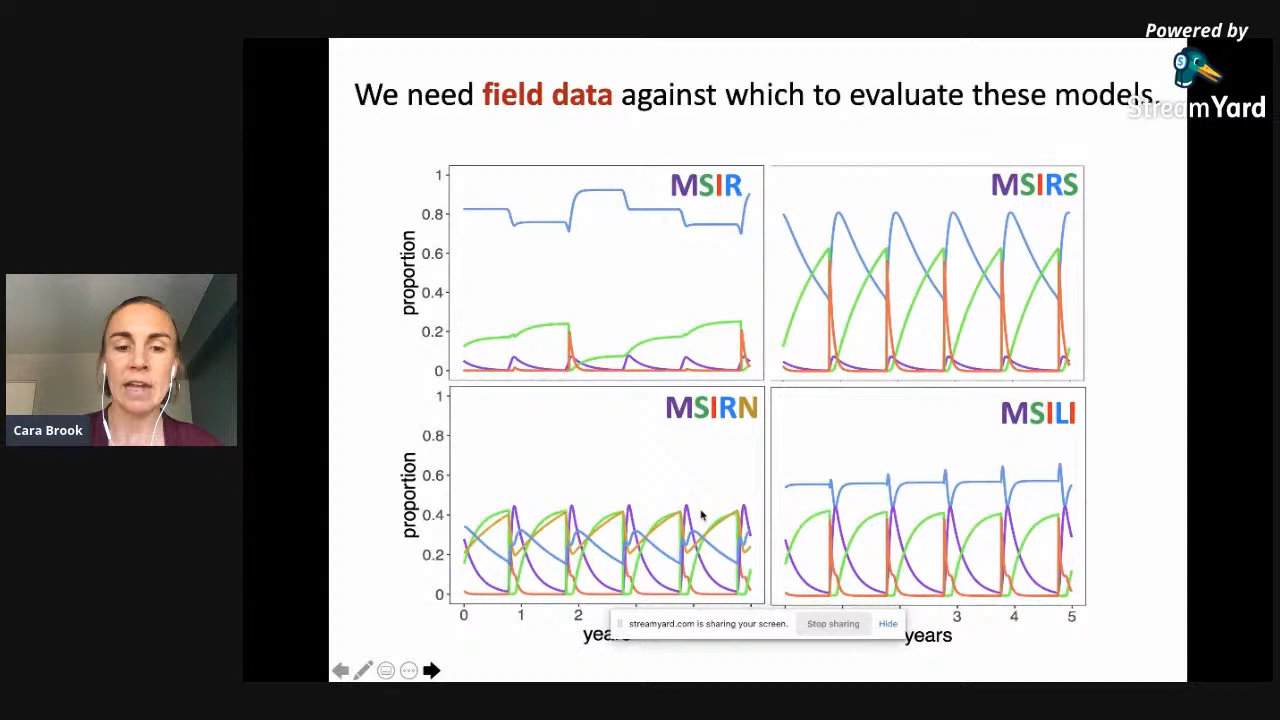 Powered by
StreamYard
We need field data against which to evaluate these models.
MSIR
MSIRS
proportion
1
0.8
0.6
0.4
0.2
0
MSIRN
MSILI
proportion
1
0.8
0.6
0.4
0.2
0
0
1
2
3
4
5
years
years
streamyard.com is sharing your screen.
Stop sharing
Hide
Cara Brook